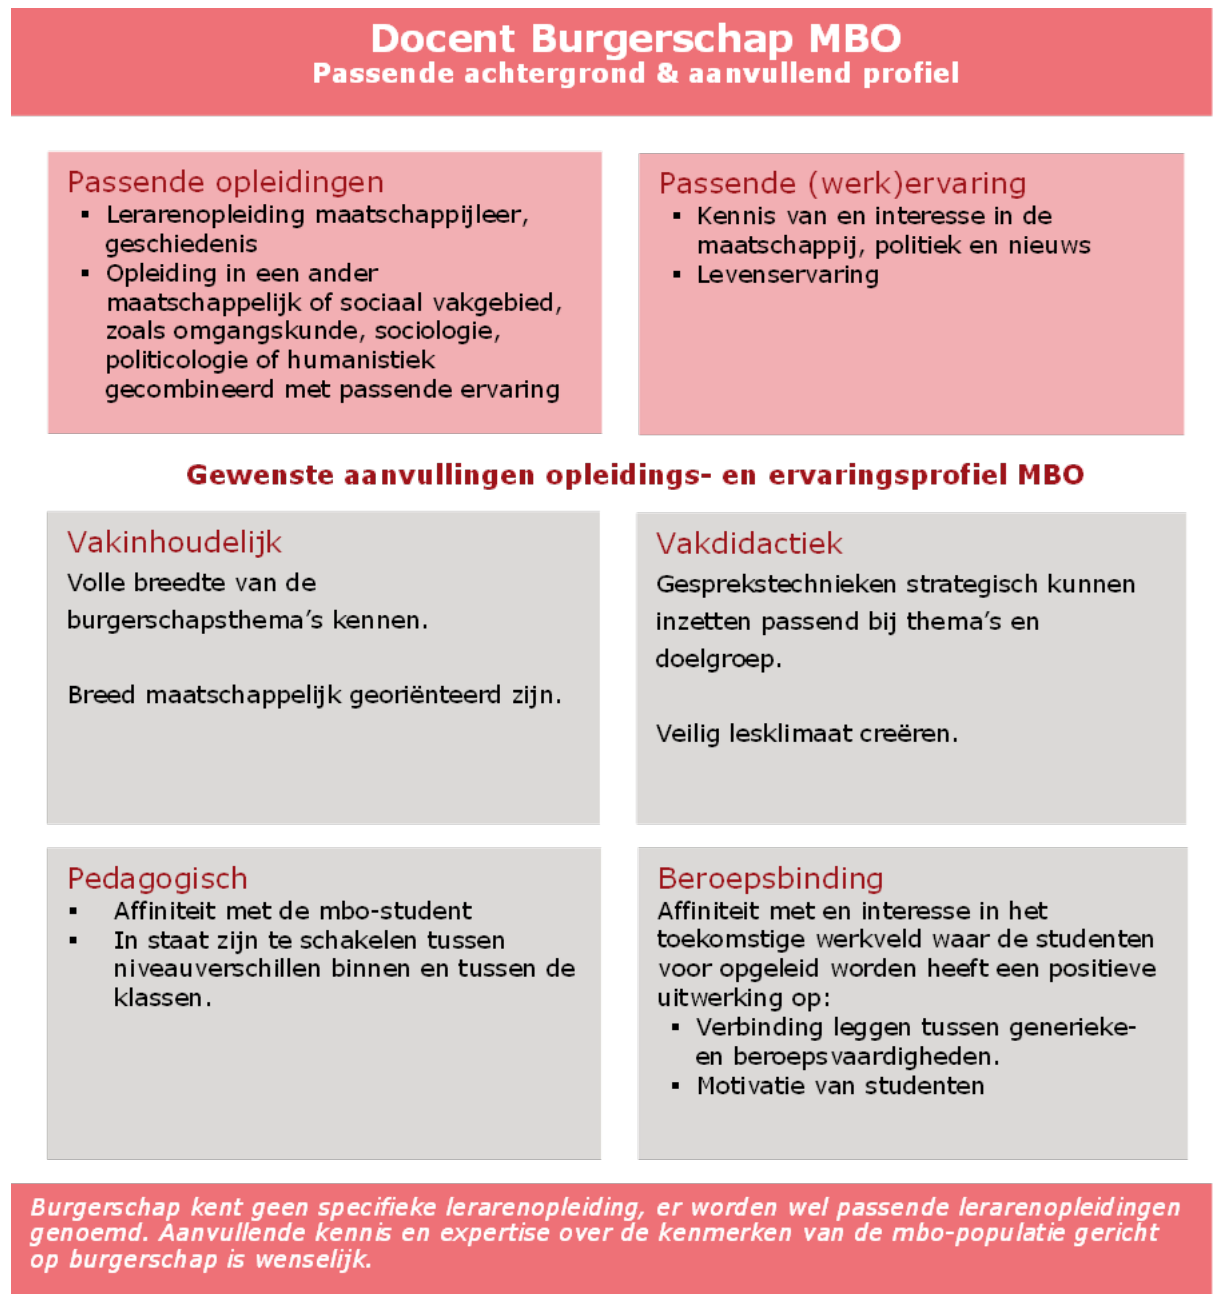 Docent Burgerschap MBO
Passende achtergrond & aanvullend profiel
Passende opleidingen
▪ Lerarenopleiding maatschappijleer,
geschiedenis
▪ Opleiding in een ander
maatschappelijk of sociaal vakgebied,
zoals omgangskunde, sociologie,
politicologie of humanistiek
gecombineerd met passende ervaring
Passende (werk)ervaring
▪ Kennis van en interesse in de
maatschappij, politiek en nieuws
▪ Levenservaring
Gewenste aanvullingen opleidings- en ervaringsprofiel MBO
Vakinhoudelijk
Volle breedte van de
burgerschapsthema's kennen.
Breed maatschappelijk georiënteerd zijn.
Vakdidactiek
Gesprekstechnieken strategisch kunnen
inzetten passend bij thema's en
doelgroep.
Veilig lesklimaat creëren.
Pedagogisch
▪ Affiniteit met de mbo-student
▪ In staat zijn te schakelen tussen
niveauverschillen binnen en tussen de
klassen.
Beroepsbinding
Affiniteit met en interesse in het
toekomstige werkveld waar de studenten
voor opgeleid worden heeft een positieve
uitwerking op:
▪ Verbinding leggen tussen generieke-
en beroepsvaardigheden.
▪ Motivatie van studenten
Burgerschap kent geen specifieke lerarenopleiding, er worden wel passende lerarenopleidingen
genoemd. Aanvullende kennis en expertise over de kenmerken van de mbo-populatie gericht
op burgerschap is wenselijk.